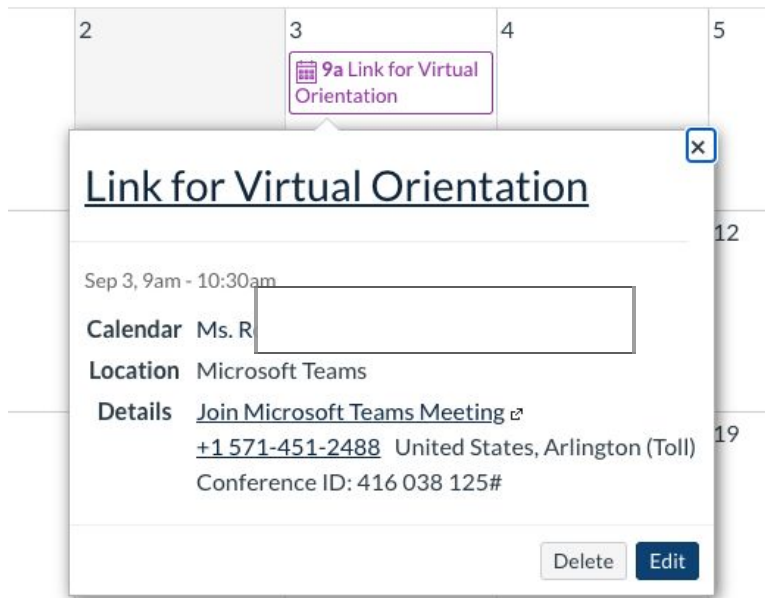 2
3
4
5
9a Link for Virtual
Orientation
×
Link for Virtual Orientation
12
Sep 3, 9am - 10:30am
Calendar Ms.
Location Microsoft Teams
Details Join Microsoft Teams Meeting
19
+1 571-451-2488 United States, Arlington (Toll)
Conference ID: 416 038 125#
Delete Edit